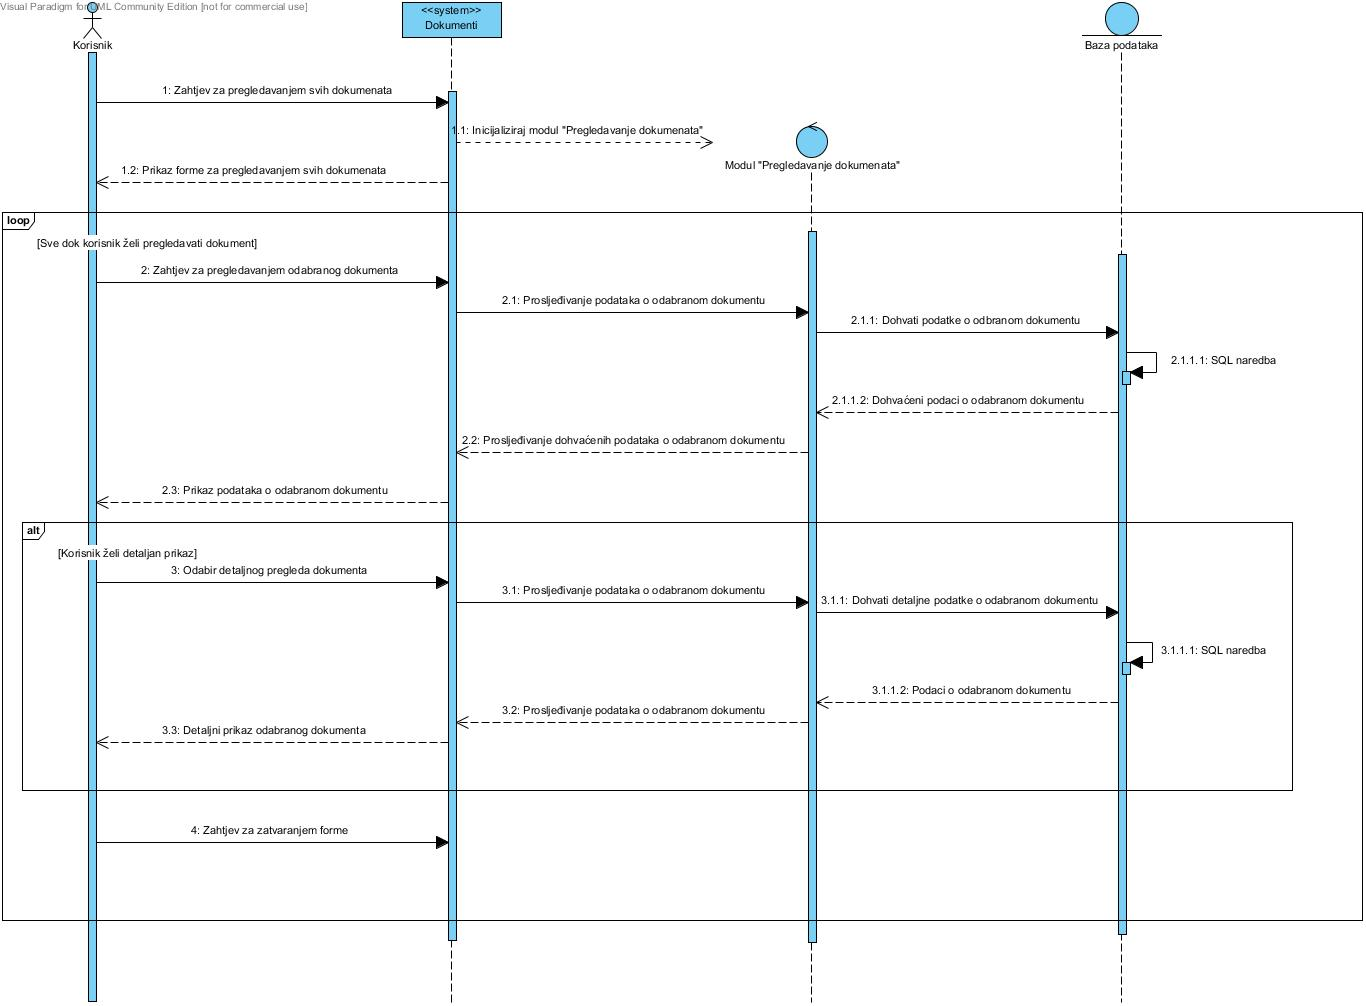 Visual Paradigm for UML Community Edition [not for commercial use]
<<system>>
Dokumenti
Korisnik
Baza podataka
1: Zahtjev za pregledavanjem svih dokumenata
1.1: Inicijaliziraj modul "Pregledavanje dokumenata"
Modul "Pregledavanje dokumenata"
1.2: Prikaz forme za pregledavanjem svih dokumenata
loop
[Sve dok korisnik želi pregledavati dokument]
2: Zahtjev za pregledavanjem odabranog dokumenta
2.1: Prosljeđivanje podataka o odabranom dokumentu
2.1.1: Dohvati podatke o odbranom dokumentu
2.1.1.1: SQL naredba
2.1.1.2: Dohvaćeni podaci o odabranom dokumentu
2.2: Prosljeđivanje dohvaćenih podataka o odabranom dokumentu
2.3: Prikaz podataka o odabranom dokumentu
alt
[Korisnik želi detaljan prikaz]
3: Odabir detaljnog pregleda dokumenta
3.1: Prosljeđivanje podataka o odabranom dokumentu
3.1.1: Dohvati detaljne podatke o odabranom dokumentu
3.1.1.1: SQL naredba
3.1.1.2: Podaci o odabranom dokumentu
3.2: Prosljeđivanje podataka o odabranom dokumentu
3.3: Detaljni prikaz odabranog dokumenta
4: Zahtjev za zatvaranjem forme